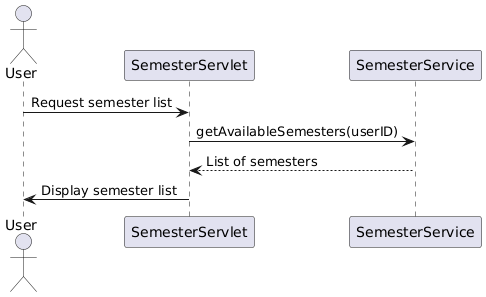 User
SemesterServlet
SemesterService
Request semester list
getAvailableSemesters(userID)
List of semesters
Display semester list
User
SemesterServlet
SemesterService